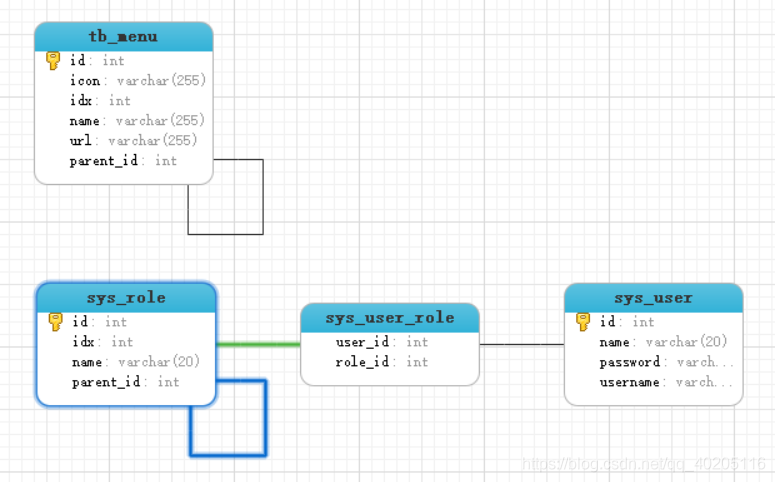 tb_menu
id: int
icon: varchar(255)
idx: int
name: varchar(255)
url: varchar(255)
parent_id: int
sys_role
id: int
idx: int
name: varchar(20)
parent_id: int
sys_user_role
user_id: int
role_id: int
sys_user
id: int
name: varchar(20)
password: varch...
username: varch...
https://blog.csdn.net/qq_40205116